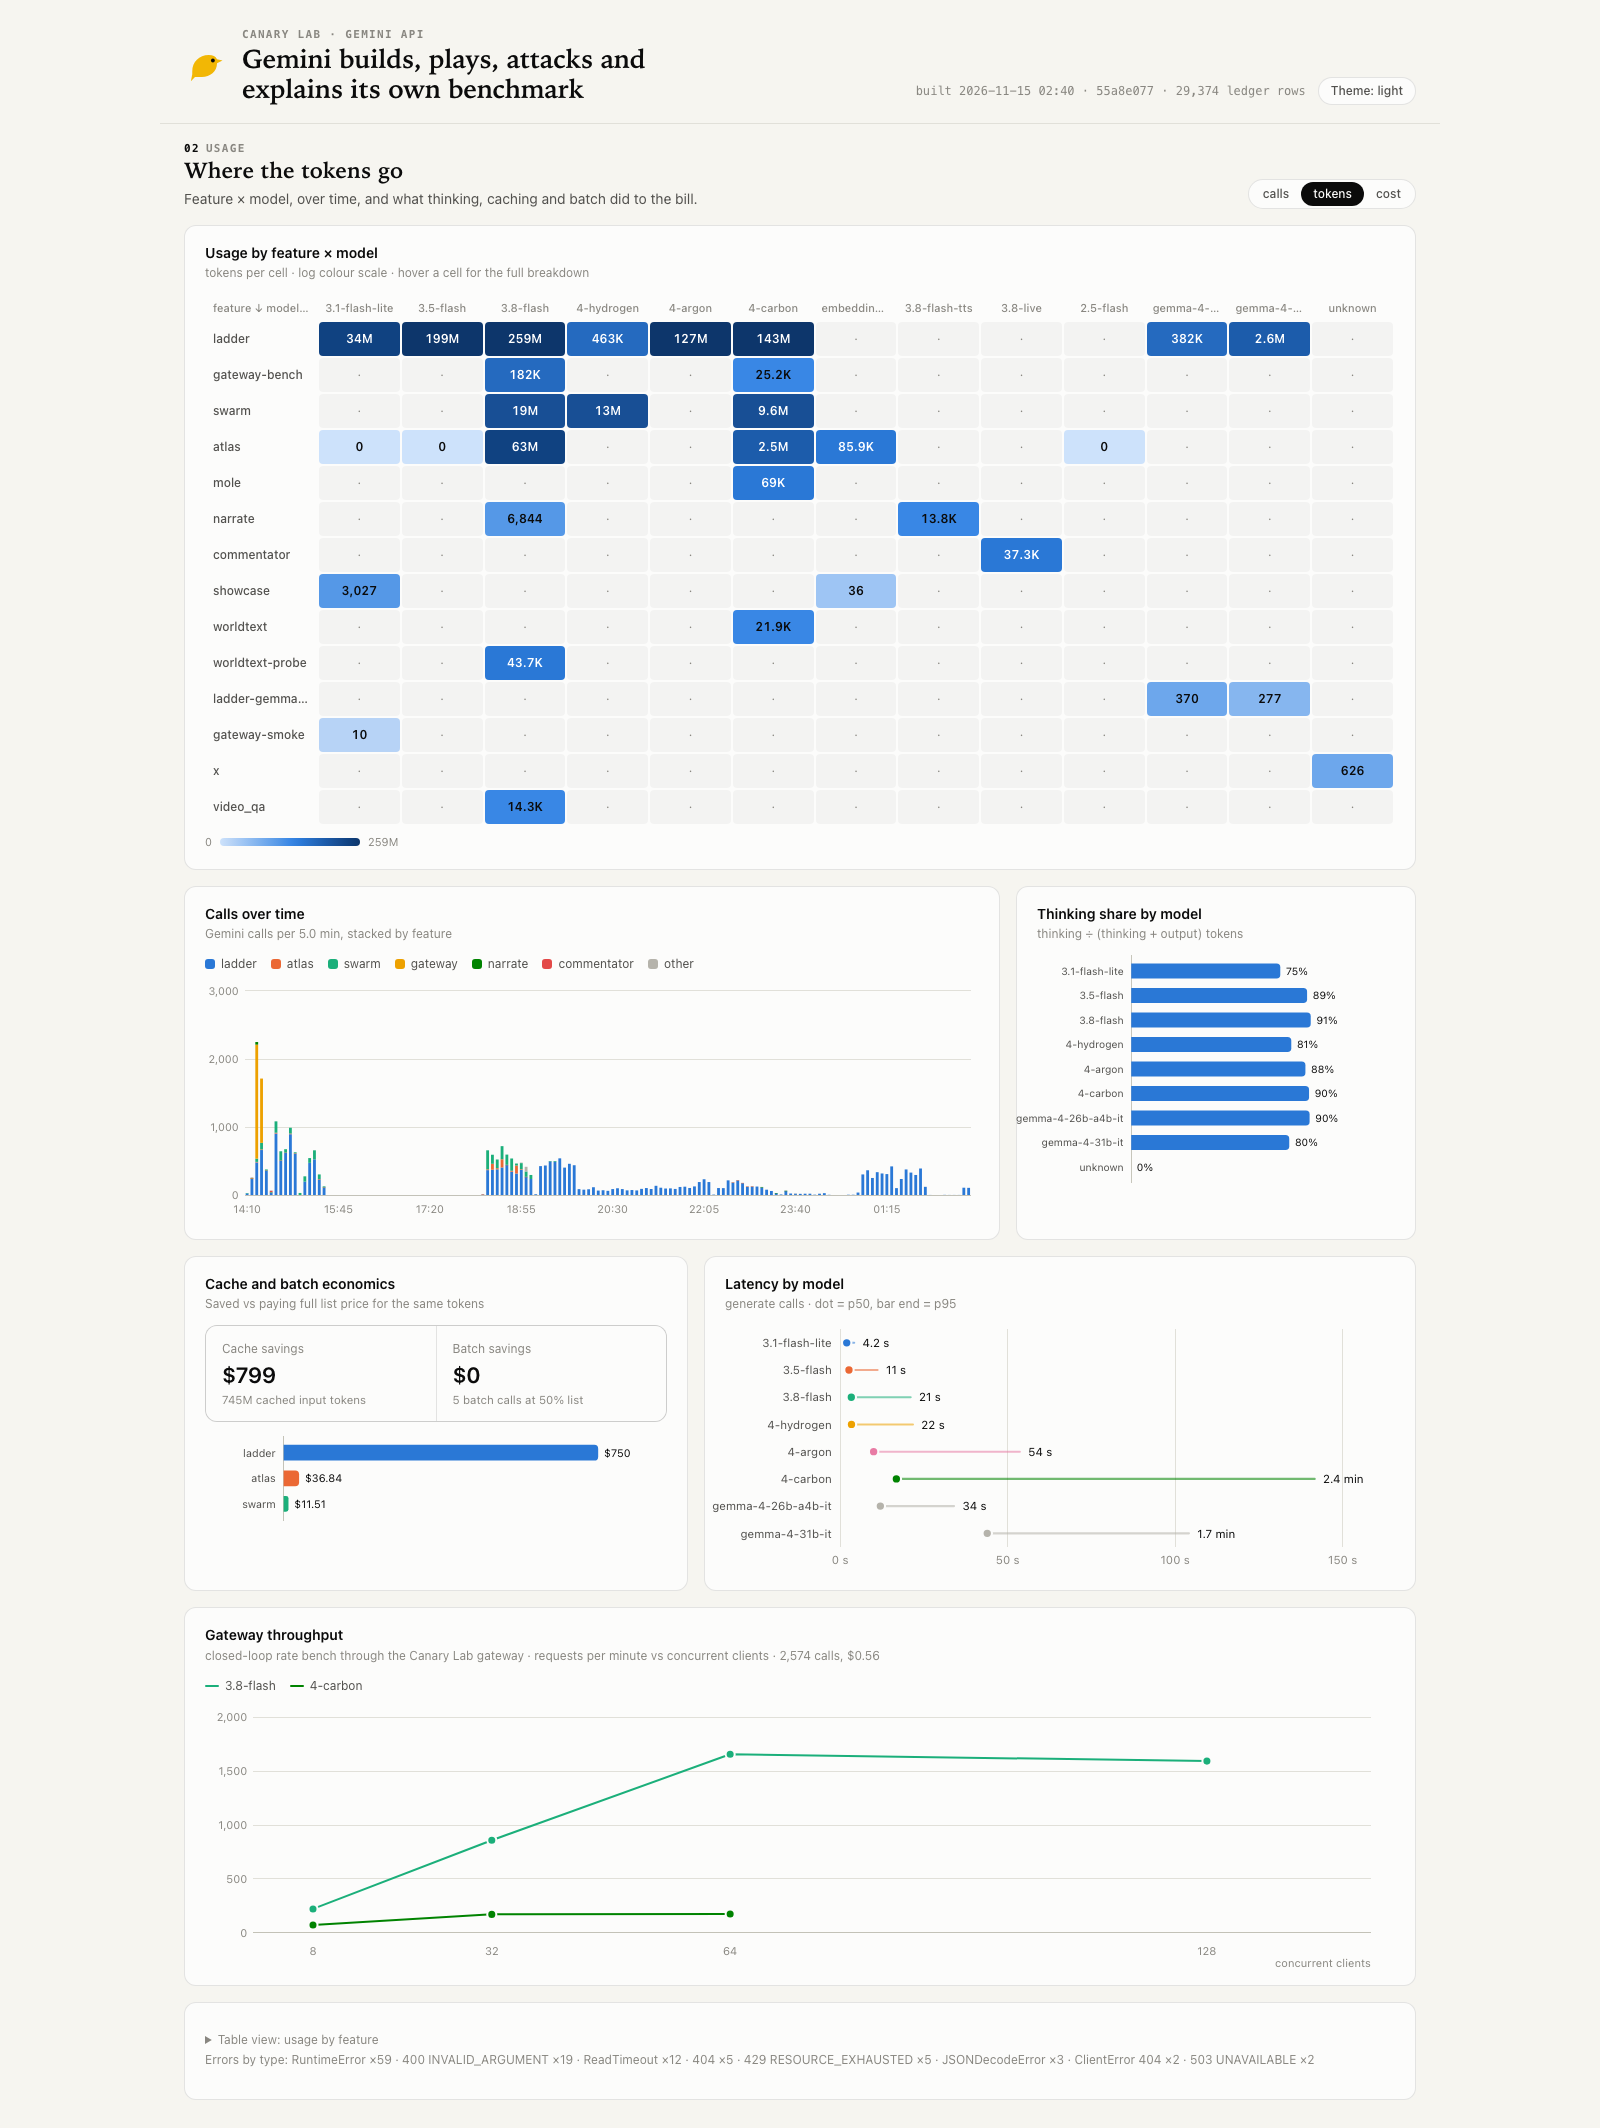 CANARY LAB · GEMINI API
Gemini builds, plays, attacks and
explains its own benchmark
built 2026-11-15 02:40 · 55a8e077 · 29,374 ledger rows
Theme: light
02 USAGE
Where the tokens go
Feature × model, over time, and what thinking, caching and batch did to the bill.
calls tokens cost
Usage by feature × model
tokens per cell · log colour scale · hover a cell for the full breakdown
feature ↓ model... 3.1-flash-lite 3.5-flash 3.8-flash 4-hydrogen 4-argon 4-carbon embeddin... 3.8-flash-tts 3.8-live 2.5-flash gemma-4-... gemma-4-... unknown
ladder 34M 199M 259M 463K 127M 143M · · · · 382K 2.6M ·
gateway-bench · · 182K · · 25.2K · · · · · · ·
swarm · · 19M 13M · 9.6M · · · · · · ·
atlas 0 0 63M · · 2.5M 85.9K · · 0 · · ·
mole · · · · · 69K · · · · · · ·
narrate · · 6,844 · · · · 13.8K · · · · ·
commentator · · · · · · · · 37.3K · · · ·
showcase 3,027 · · · · · 36 · · · · · ·
worldtext · · · · · 21.9K · · · · · · ·
worldtext-probe · · 43.7K · · · · · · · · · ·
ladder-gemma... · · · · · · · · · · 370 277 ·
gateway-smoke 10 · · · · · · · · · · · ·
x · · · · · · · · · · · · 626
video_qa · · 14.3K · · · · · · · · · ·
0 259M
Calls over time
Gemini calls per 5.0 min, stacked by feature
ladder atlas swarm gateway narrate commentator other
3,000
2,000
1,000
0
14:10 15:45 17:20 18:55 20:30 22:05 23:40 01:15
Thinking share by model
thinking ÷ (thinking + output) tokens
3.1-flash-lite 75%
3.5-flash 89%
3.8-flash 91%
4-hydrogen 81%
4-argon 88%
4-carbon 90%
gemma-4-26b-a4b-it 90%
gemma-4-31b-it 80%
unknown 0%
Cache and batch economics
Saved vs paying full list price for the same tokens
Cache savings
$799
745M cached input tokens
Batch savings
$0
5 batch calls at 50% list
ladder $750
atlas $36.84
swarm $11.51
Latency by model
generate calls · dot = p50, bar end = p95
3.1-flash-lite 4.2 s
3.5-flash 11 s
3.8-flash 21 s
4-hydrogen 22 s
4-argon 54 s
4-carbon 2.4 min
gemma-4-26b-a4b-it 34 s
gemma-4-31b-it 1.7 min
0 s 50 s 100 s 150 s
Gateway throughput
closed-loop rate bench through the Canary Lab gateway · requests per minute vs concurrent clients · 2,574 calls, $0.56
3.8-flash 4-carbon
2,000
1,500
1,000
500
0
8 32 64 128
concurrent clients
▶ Table view: usage by feature
Errors by type: RuntimeError ×59 · 400 INVALID_ARGUMENT ×19 · ReadTimeout ×12 · 404 ×5 · 429 RESOURCE_EXHAUSTED ×5 · JSONDecodeError ×3 · ClientError 404 ×2 · 503 UNAVAILABLE ×2